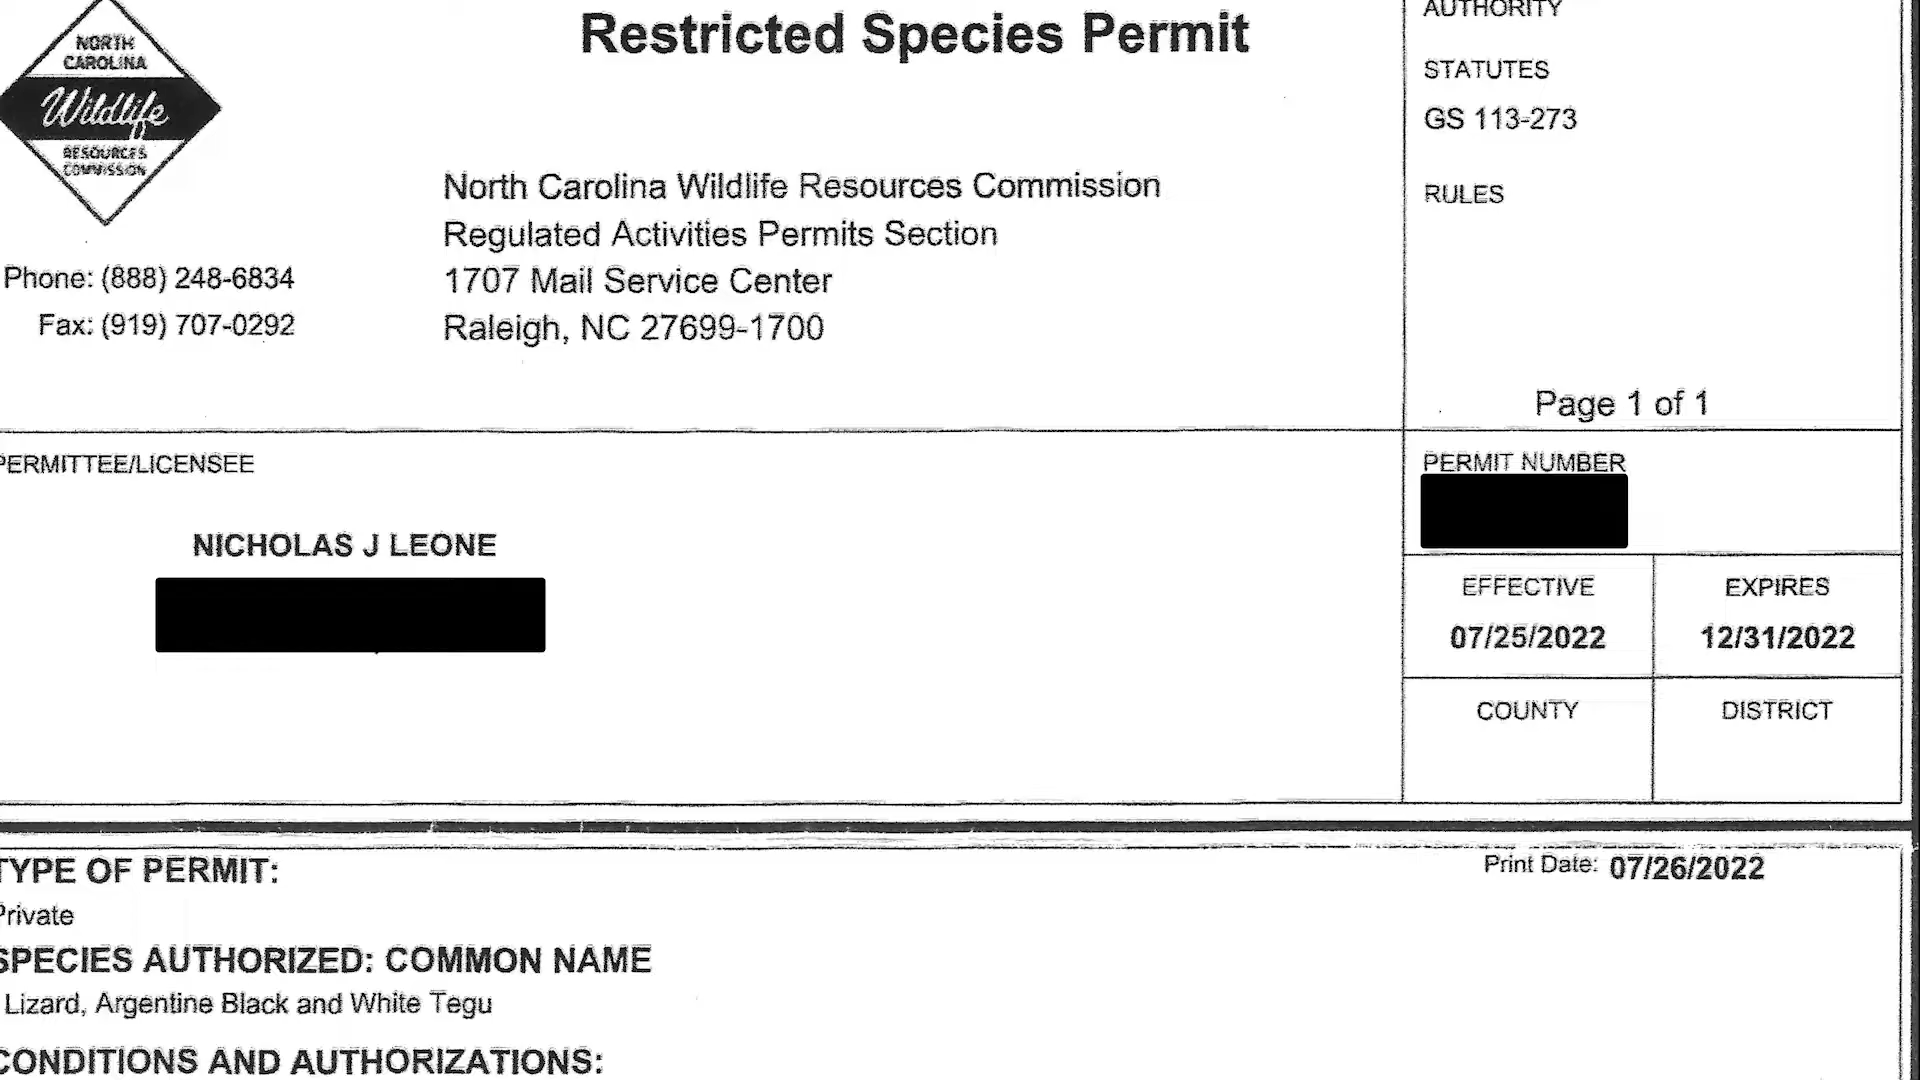 NORTH
CAROLINA
Wildlife
RESOURCES
COMMISSION
Restricted Species Permit
North Carolina Wildlife Resources Commission
Regulated Activities Permits Section
1707 Mail Service Center
Raleigh, NC 27699-1700
Phone: (888) 248-6834
Fax: (919) 707-0292
AUTHORITY
STATUTES
GS 113-273
RULES
Page 1 of 1
PERMITTEE/LICENSEE
NICHOLAS J LEONE
PERMIT NUMBER
EFFECTIVE
07/25/2022
EXPIRES
12/31/2022
COUNTY
DISTRICT
TYPE OF PERMIT:
Print Date: 07/26/2022
Private
SPECIES AUTHORIZED: COMMON NAME
Lizard, Argentine Black and White Tegu
CONDITIONS AND AUTHORIZATIONS: